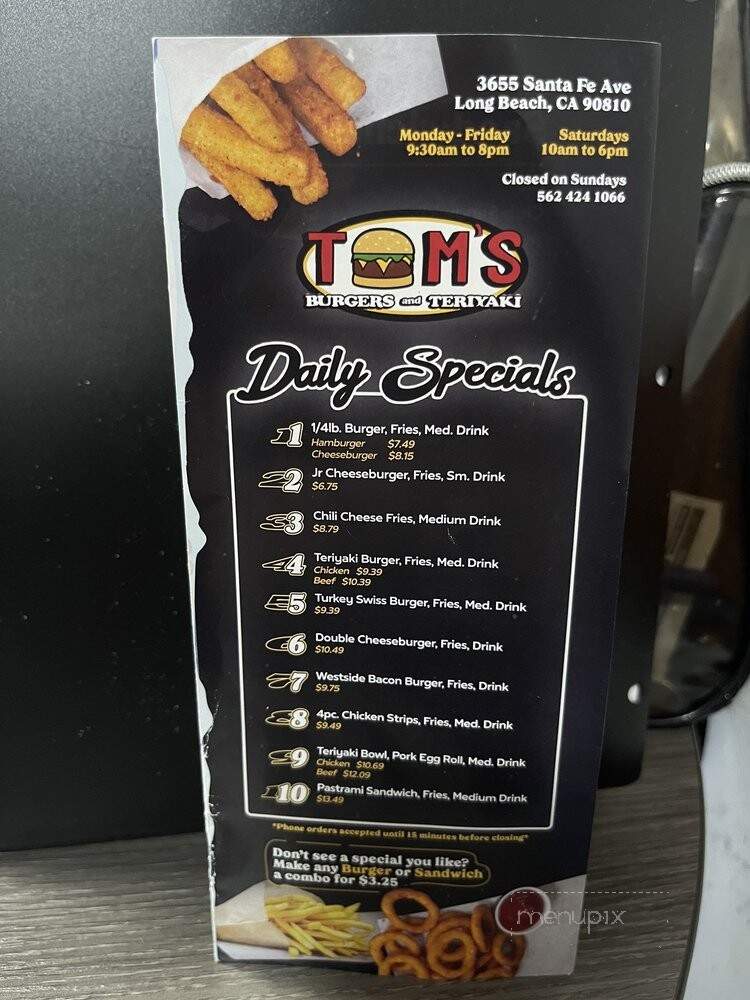 3655 Santa Fe Ave
Long Beach, CA 90810
Monday - Friday
9:30am to 8pm
Saturdays
10am to 6pm
Closed on Sundays
562 424 1066
TOM'S
BURGERS and TERIYAKI
Daily Specials
1 1/4lb. Burger, Fries, Med. Drink
Hamburger $7.49
Cheeseburger $8.15
2 Jr Cheeseburger, Fries, Sm. Drink
$6.75
3 Chili Cheese Fries, Medium Drink
$8.79
4 Teriyaki Burger, Fries, Med. Drink
Chicken $9.39
Beef $10.39
5 Turkey Swiss Burger, Fries, Med. Drink
$9.39
6 Double Cheeseburger, Fries, Drink
$10.49
7 Westside Bacon Burger, Fries, Drink
$9.75
8 4pc. Chicken Strips, Fries, Med. Drink
$9.49
9 Teriyaki Bowl, Pork Egg Roll, Med. Drink
Chicken $10.69
Beef $12.09
10 Pastrami Sandwich, Fries, Medium Drink
$13.49
*Phone orders accepted until 15 minutes before closing*
Don't see a special you like?
Make any Burger or Sandwich
a combo for $3.25
menupix